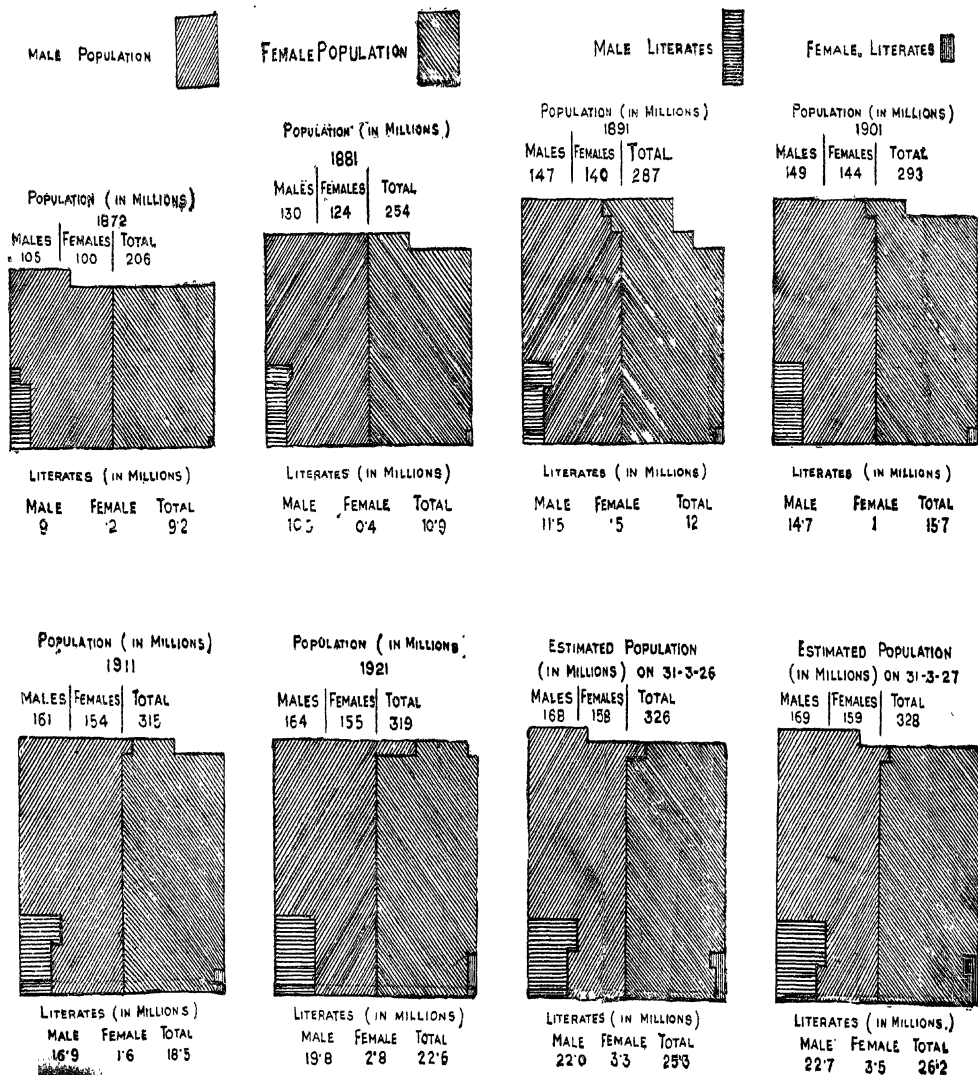 MALE POPULATION
FEMALE POPULATION
MALE LITERATES
FEMALE LITERATES
POPULATION (IN MILLIONS)
1872
MALES FEMALES TOTAL
105 100 206
LITERATES (IN MILLIONS)
MALE FEMALE TOTAL
9 .2 9.2
POPULATION (IN MILLIONS)
1881
MALES FEMALES TOTAL
130 124 254
LITERATES (IN MILLIONS)
MALE FEMALE TOTAL
0.4 10.9
POPULATION (IN MILLIONS)
1891
MALES FEMALES TOTAL
147 140 287
LITERATES (IN MILLIONS)
MALE FEMALE TOTAL
11.5 .5 12
POPULATION (IN MILLIONS)
1901
MALES FEMALES TOTAL
149 144 293
LITERATES (IN MILLIONS)
MALE FEMALE TOTAL
14.7 1 15.7
POPULATION (IN MILLIONS)
1911
MALES FEMALES TOTAL
161 154 315
LITERATES (IN MILLIONS)
MALE FEMALE TOTAL
16.9 1.6 18.5
POPULATION (IN MILLIONS
1921
MALES FEMALES TOTAL
164 155 319
LITERATES (IN MILLIONS)
MALE FEMALE TOTAL
19.8 2.8 22.6
ESTIMATED POPULATION
(IN MILLIONS) ON 31-3-26
MALES FEMALES TOTAL
168 158 326
LITERATES (IN MILLIONS)
MALE FEMALE TOTAL
22.0 3.3 25.3
ESTIMATED POPULATION
(IN MILLIONS) ON 31-3-27
MALES FEMALES TOTAL
169 159 328
LITERATES (IN MILLIONS.)
MALE FEMALE TOTAL
22.7 3.5 26.2